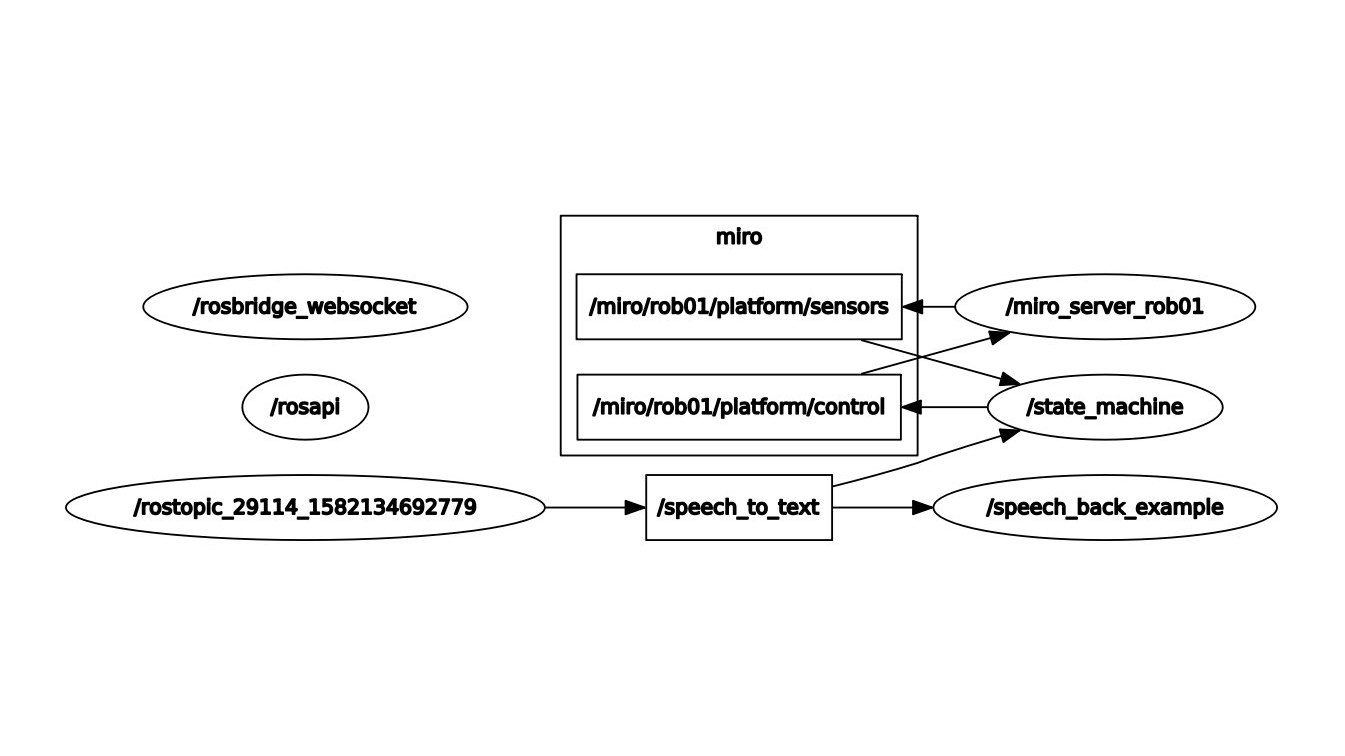 miro
/rosbridge_websocket
/miro/rob01/platform/sensors
/miro_server_rob01
/rosapi
/miro/rob01/platform/control
/state_machine
/rostopic_29114_1582134692779
/speech_to_text
/speech_back_example